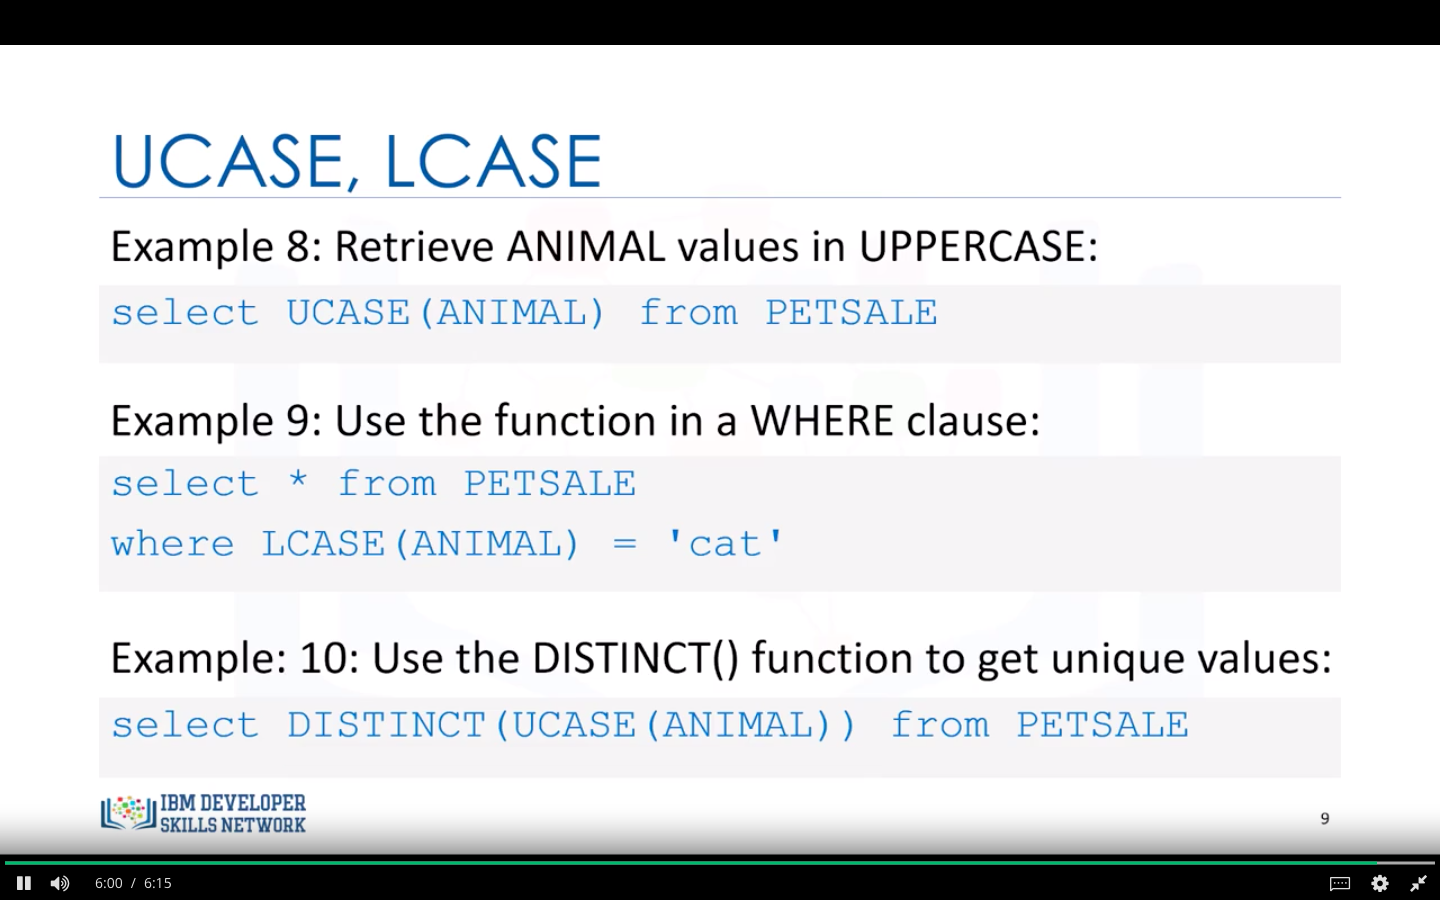 UCASE, LCASE
Example 8: Retrieve ANIMAL values in UPPERCASE:
select UCASE(ANIMAL) from PETSALE
Example 9: Use the function in a WHERE clause:
select * from PETSALE
where LCASE(ANIMAL) = 'cat'
Example: 10: Use the DISTINCT() function to get unique values:
select DISTINCT(UCASE(ANIMAL)) from PETSALE
IBM DEVELOPER
SKILLS NETWORK
9
6:00 / 6:15